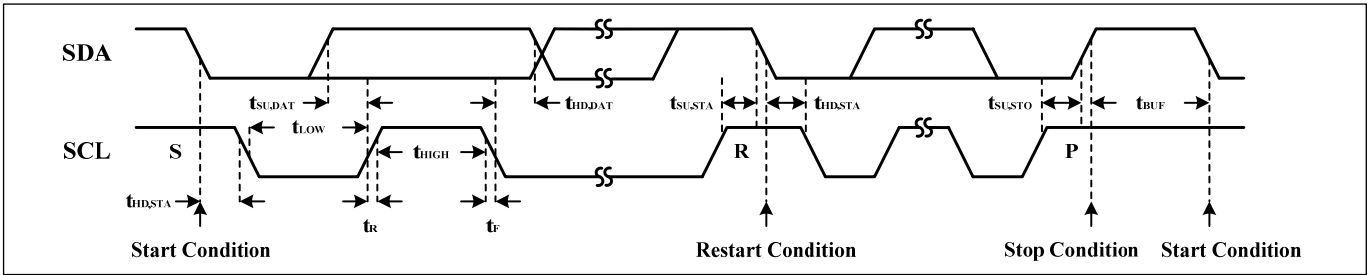 SDA
tSU,DAT
tHD,DAT
tSU,STA
tHD,STA
tSU,STO
tBUF
tLOW
SCL
S
tHIGH
R
P
tHD,STA
tR
tF
Start Condition
Restart Condition
Stop Condition
Start Condition